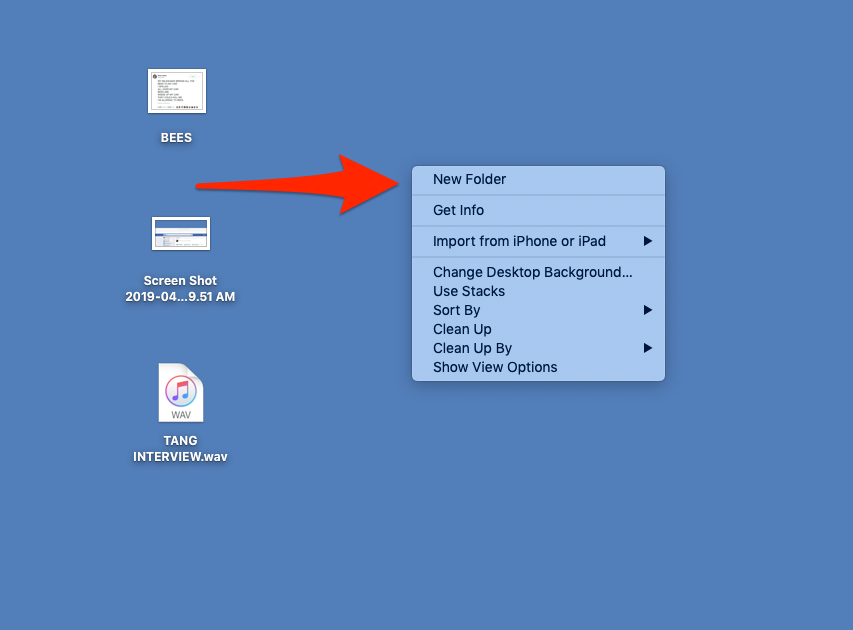 BEES
Screen Shot
2019-04...9.51 AM
WAV
TANG
INTERVIEW.wav
New Folder
Get Info
Import from iPhone or iPad
Change Desktop Background...
Use Stacks
Sort By
Clean Up
Clean Up By
Show View Options